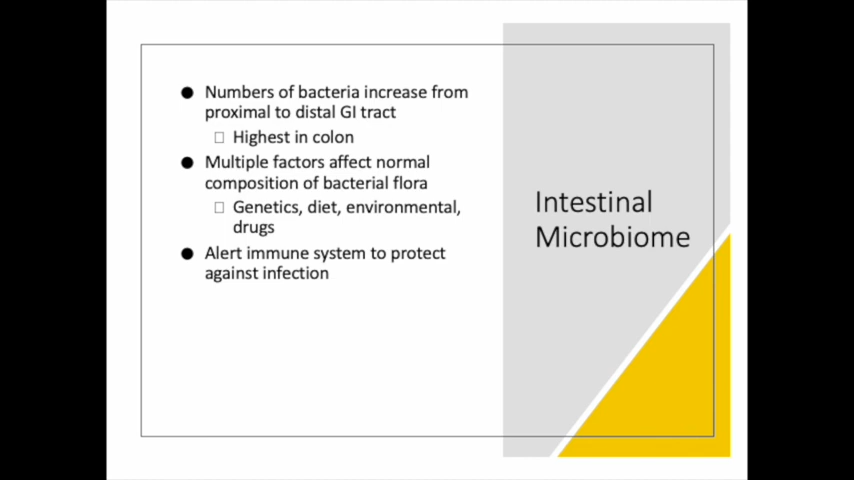 ● Numbers of bacteria increase from
proximal to distal GI tract
□ Highest in colon
● Multiple factors affect normal
composition of bacterial flora
□ Genetics, diet, environmental,
drugs
● Alert immune system to protect
against infection
Intestinal
Microbiome